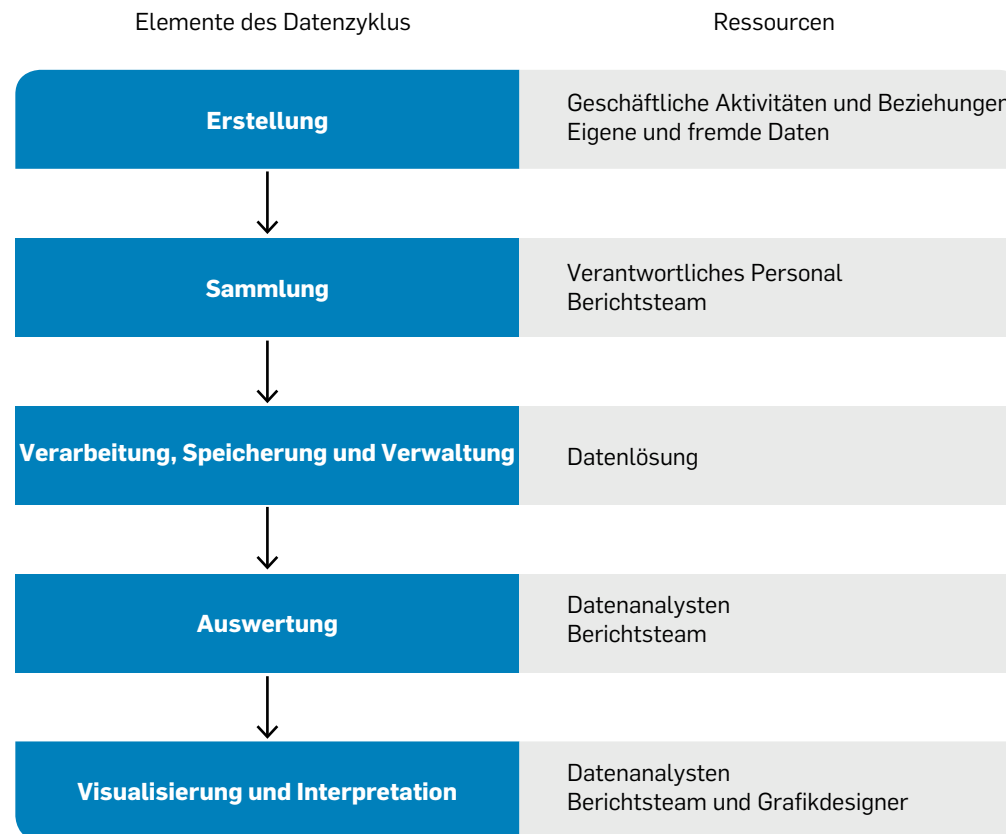 Elemente des Datenzyklus
Ressourcen
Erstellung
Geschäftliche Aktivitäten und Beziehungen
Eigene und fremde Daten
Sammlung
Verantwortliches Personal
Berichtsteam
Verarbeitung, Speicherung und Verwaltung
Datenlösung
Auswertung
Datenanalysten
Berichtsteam
Visualisierung und Interpretation
Datenanalysten
Berichtsteam und Grafikdesigner